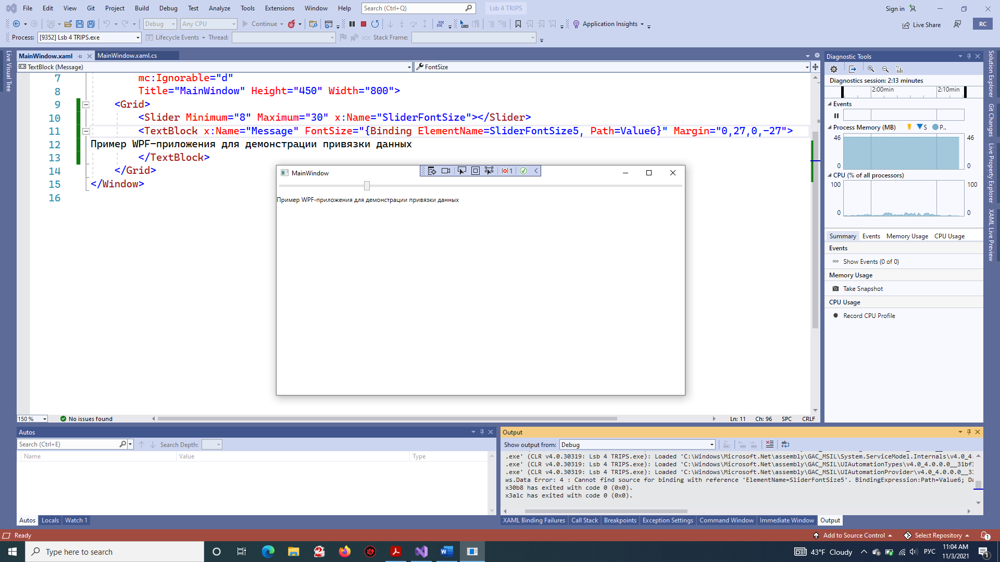 File Edit View Git Project Build Debug Test Analyze Tools Extensions Window Help Search (Ctrl+Q) Lsb 4 TRIPS Sign in
Debug Any CPU Continue Application Insights Live Share RC
Process: [9352] Lsb 4 TRIPS.exe Lifecycle Events Thread: Stack Frame:
Live Visual Tree
MainWindow.xaml MainWindow.xaml.cs
TextBlock (Message) FontSize
7 mc:Ignorable="d"
8 Title="MainWindow" Height="450" Width="800">
9 <Grid>
10 <Slider Minimum="8" Maximum="30" x:Name="SliderFontSize"></Slider>
11 <TextBlock x:Name="Message" FontSize="{Binding ElementName=SliderFontSize5, Path=Value6}" Margin="0,27,0,-27">
12 Пример WPF-приложения для демонстрации привязки данных
13 </TextBlock>
14 </Grid>
15 </Window>
16
MainWindow 1
Пример WPF-приложения для демонстрации привязки данных
150 % No issues found Ln: 11 Ch: 96 SPC CRLF
Diagnostic Tools
Diagnostics session: 2:13 minutes
2:00min 2:10min
Events
Process Memory (MB) S P..
46 46
0 0
CPU (% of all processors)
100 100
0 0
Summary Events Memory Usage CPU Usage
Events
Show Events (0 of 0)
Memory Usage
Take Snapshot
CPU Usage
Record CPU Profile
Solution Explorer
Git Changes
Live Property Explorer
XAML Live Preview
Autos
Search (Ctrl+E) Search Depth:
Name Value Type
Autos Locals Watch 1
Output
Show output from: Debug
.exe' (CLR v4.0.30319: Lsb 4 TRIPS.exe): Loaded 'C:\Windows\Microsoft.Net\assembly\GAC_MSIL\System.ServiceModel.Internals\v4.0_4.
.exe' (CLR v4.0.30319: Lsb 4 TRIPS.exe): Loaded 'C:\Windows\Microsoft.Net\assembly\GAC_MSIL\UIAutomationTypes\v4.0_4.0.0.0__31bf3
.exe' (CLR v4.0.30319: Lsb 4 TRIPS.exe): Loaded 'C:\Windows\Microsoft.Net\assembly\GAC_MSIL\UIAutomationProvider\v4.0_4.0.0.0__31
ws.Data Error: 4 : Cannot find source for binding with reference 'ElementName=SliderFontSize5'. BindingExpression:Path=Value6; Da
x30b8 has exited with code 0 (0x0).
x3a1c has exited with code 0 (0x0).
XAML Binding Failures Call Stack Breakpoints Exception Settings Command Window Immediate Window Output
Ready Add to Source Control Select Repository 1
Type here to search 43°F Cloudy РУС 11:04 AM
11/3/2021 1